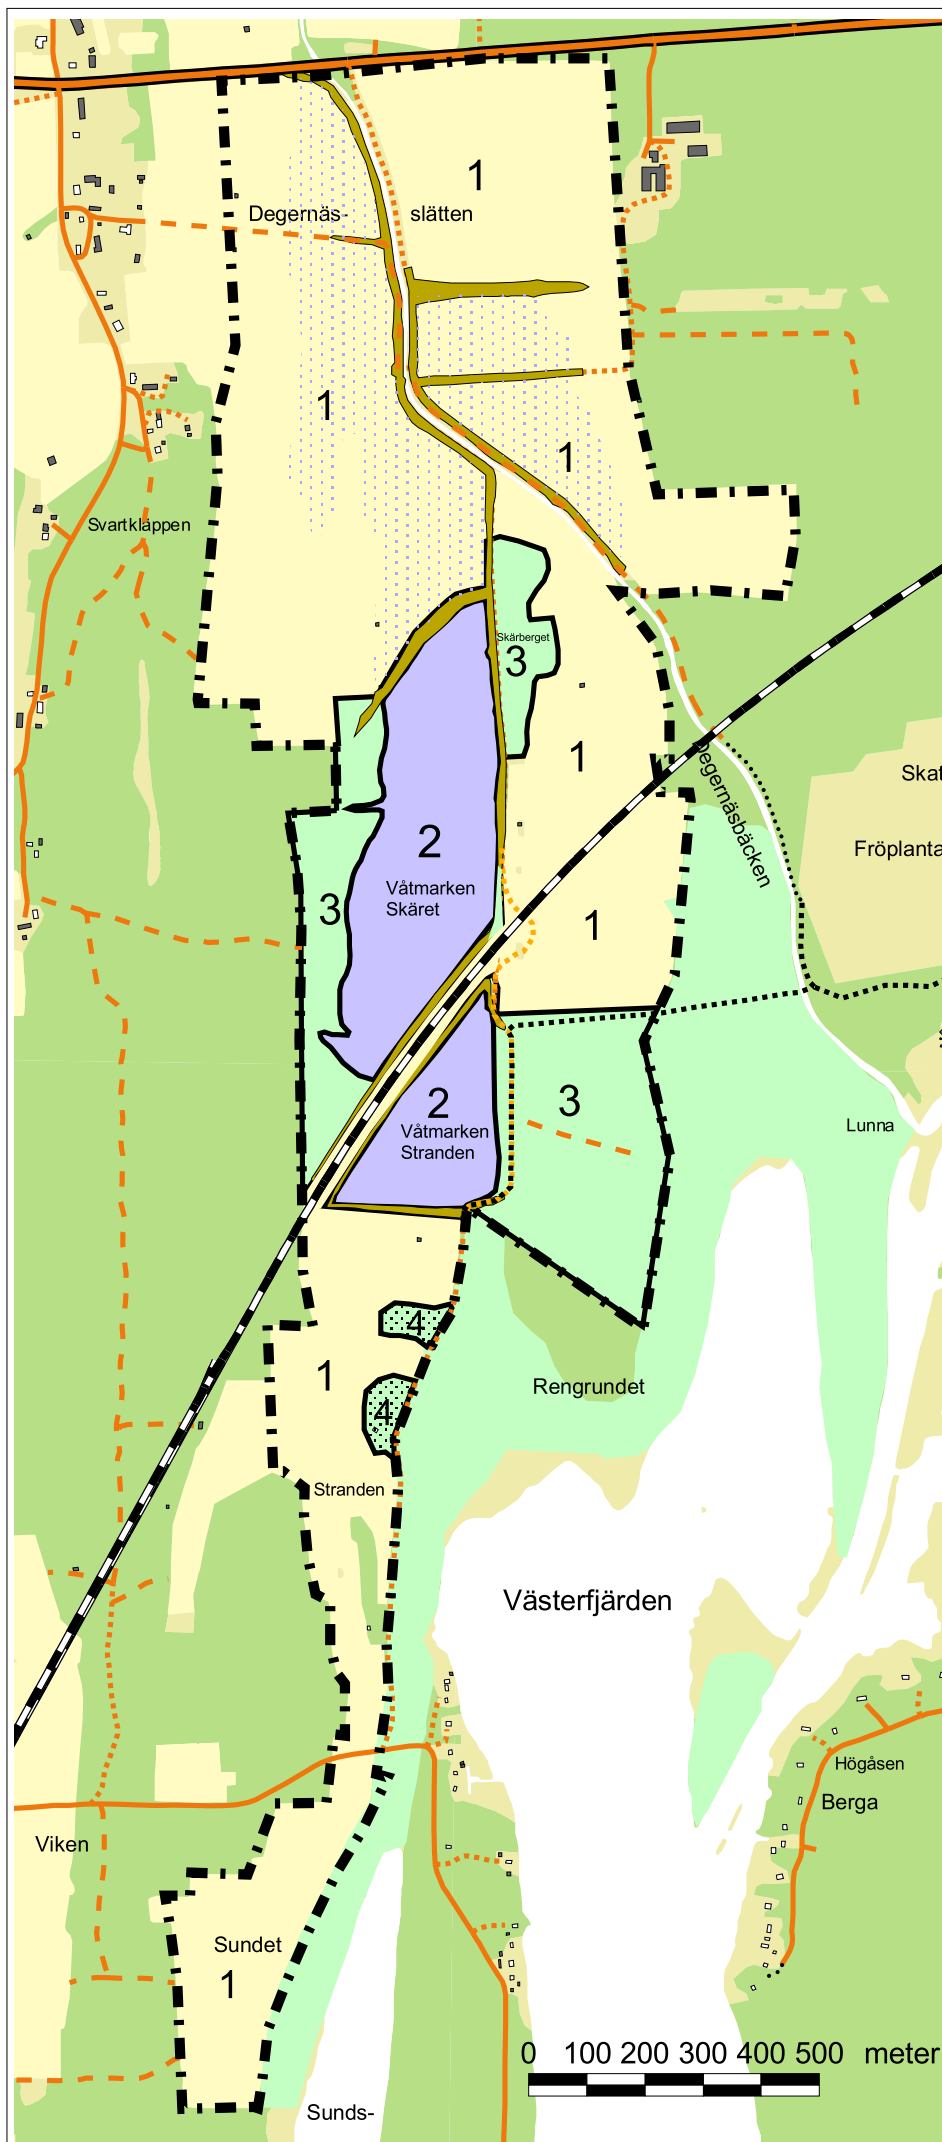 1
Degernäs- slätten
1
1
Svartkläppen
Skärberget
3
1
Degernäsbäcken
Skat
2
Fröplanta
Våtmarken
Skäret
3
1
2
3
Våtmarken
Stranden
Lunna
4
1
Rengrundet
4
Stranden
Västerfjärden
Högåsen
Berga
Viken
Sundet
1
0 100 200 300 400 500 meter
Sunds-